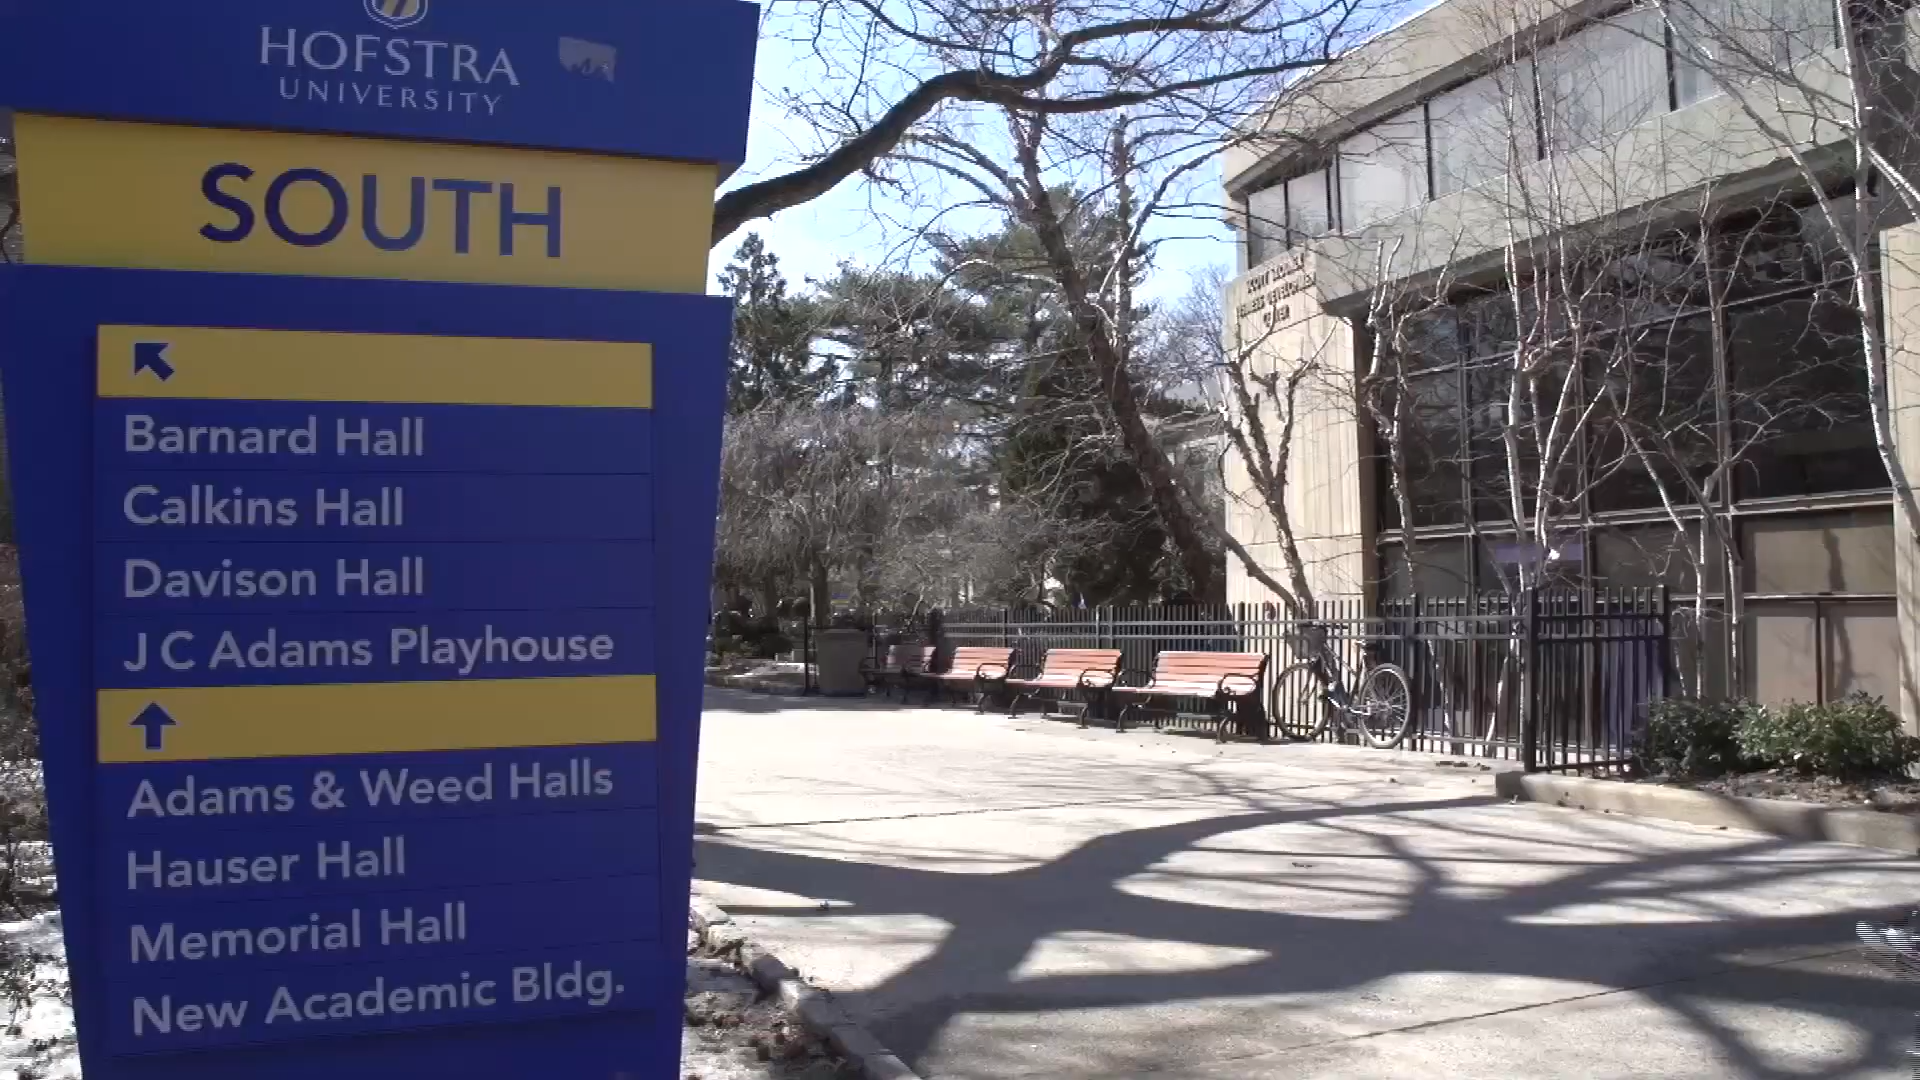 HOFSTRA
UNIVERSITY
SOUTH
Barnard Hall
Calkins Hall
Davison Hall
J C Adams Playhouse
Adams & Weed Halls
Hauser Hall
Memorial Hall
New Academic Bldg.
CENTER